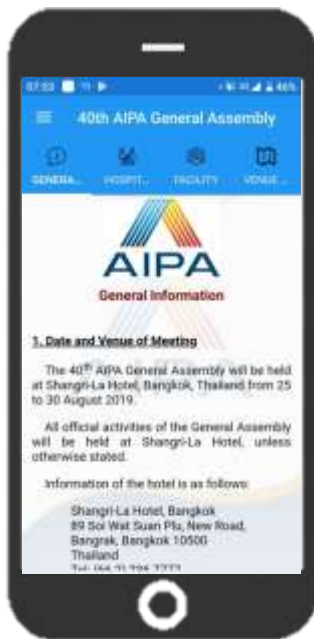 07:53
46%
40th AIPA General Assembly
GENERA... HOSPIT... FACILITY VENUE ...
AIPA
General Information
1. Date and Venue of Meeting
The 40th AIPA General Assembly will be held
at Shangri-La Hotel, Bangkok, Thailand from 25
to 30 August 2019.
All official activities of the General Assembly
will be held at Shangri-La Hotel, unless
otherwise stated.
Information of the hotel is as follows:
Shangri-La Hotel, Bangkok
89 Soi Wat Suan Plu, New Road,
Bangrak, Bangkok 10500
Thailand